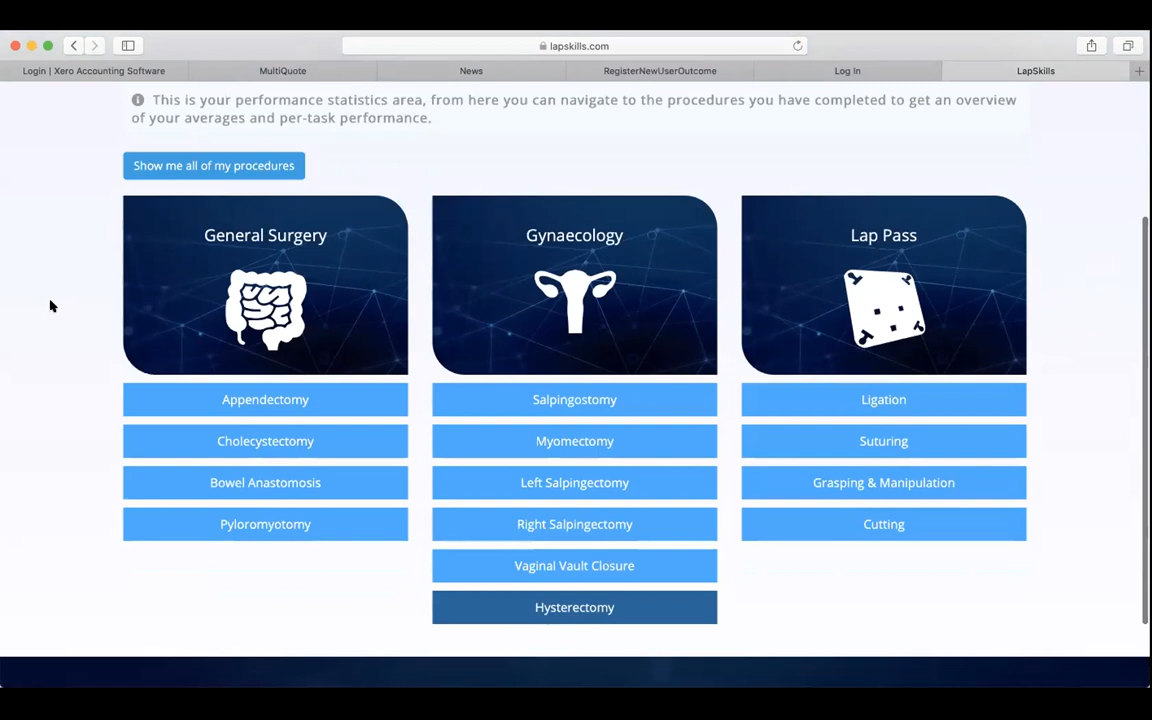 lapskills.com
Login | Xero Accounting Software
MultiQuote
News
RegisterNewUserOutcome
Log In
LapSkills
This is your performance statistics area, from here you can navigate to the procedures you have completed to get an overview
of your averages and per-task performance.
Show me all of my procedures
General Surgery
Appendectomy
Cholecystectomy
Bowel Anastomosis
Pyloromyotomy
Gynaecology
Salpingostomy
Myomectomy
Left Salpingectomy
Right Salpingectomy
Vaginal Vault Closure
Hysterectomy
Lap Pass
Ligation
Suturing
Grasping & Manipulation
Cutting